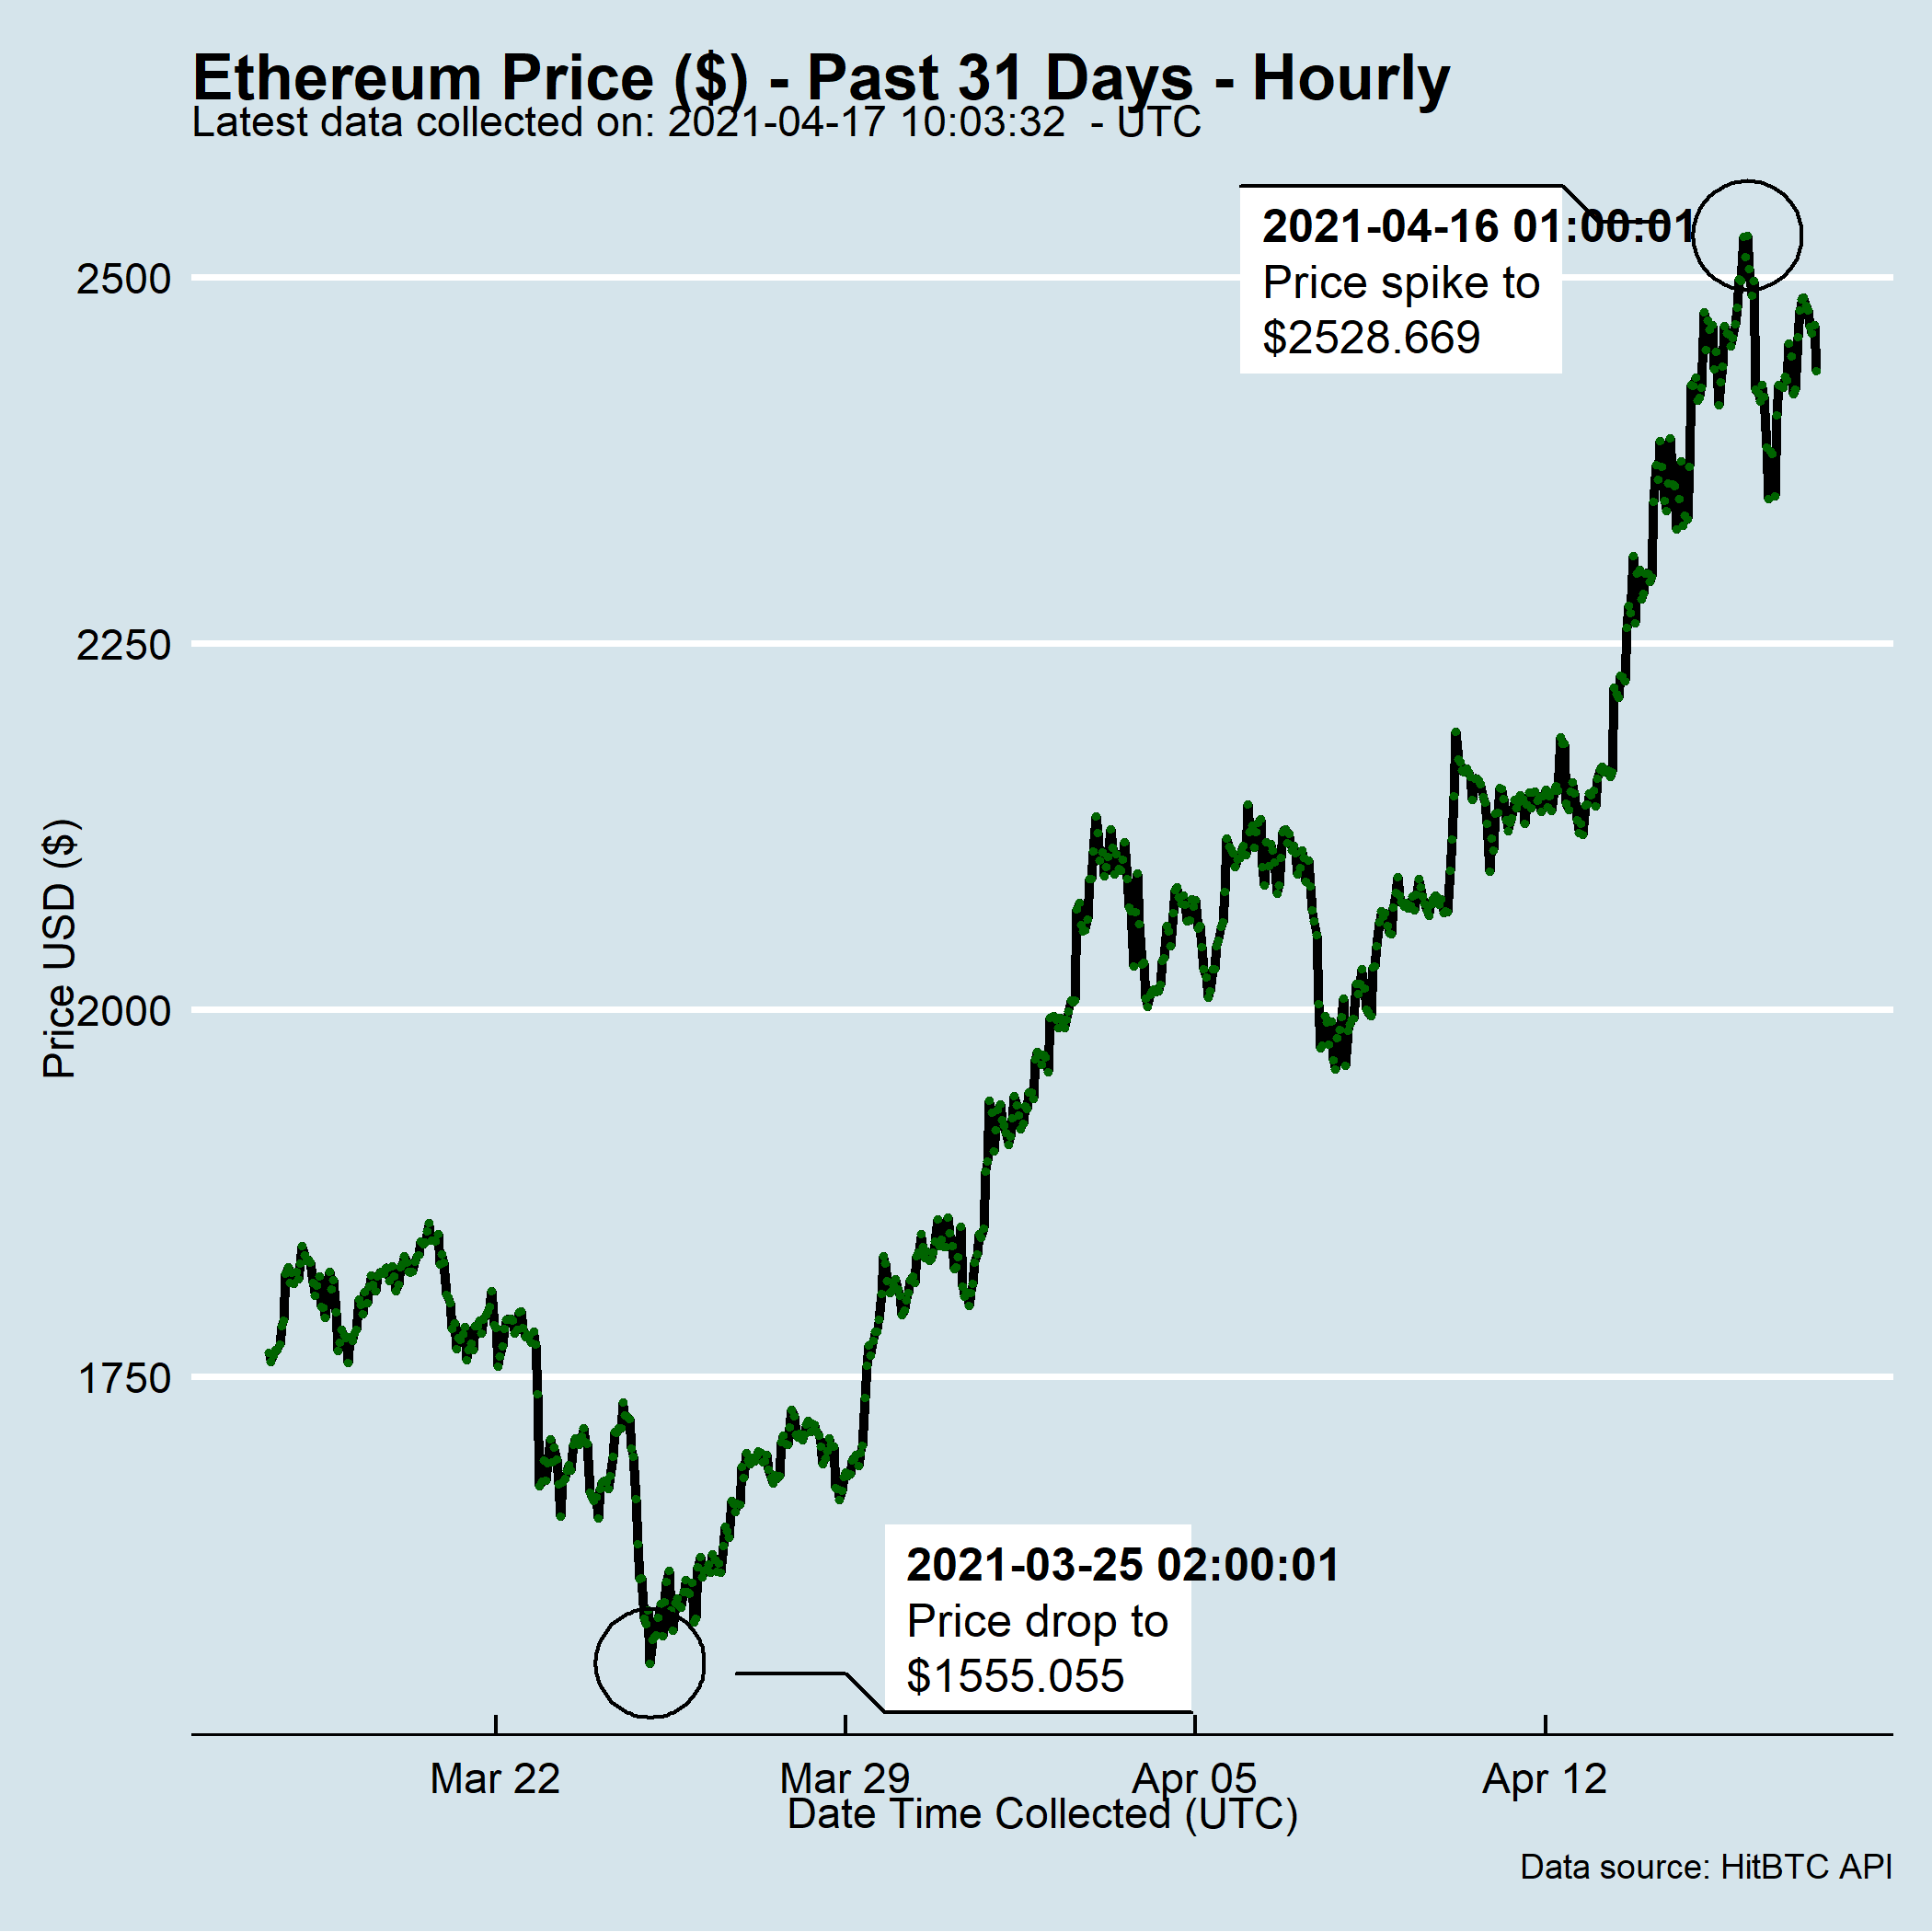 Ethereum Price ($) - Past 31 Days - Hourly
Latest data collected on: 2021-04-17 10:03:32  - UTC
2021-04-16 01:00:01
Price spike to
$2528.669
2500
2250
Price USD ($)
2000
1750
2021-03-25 02:00:01
Price drop to
$1555.055
Mar 22
Mar 29
Apr 05
Apr 12
Date Time Collected (UTC)
Data source: HitBTC API